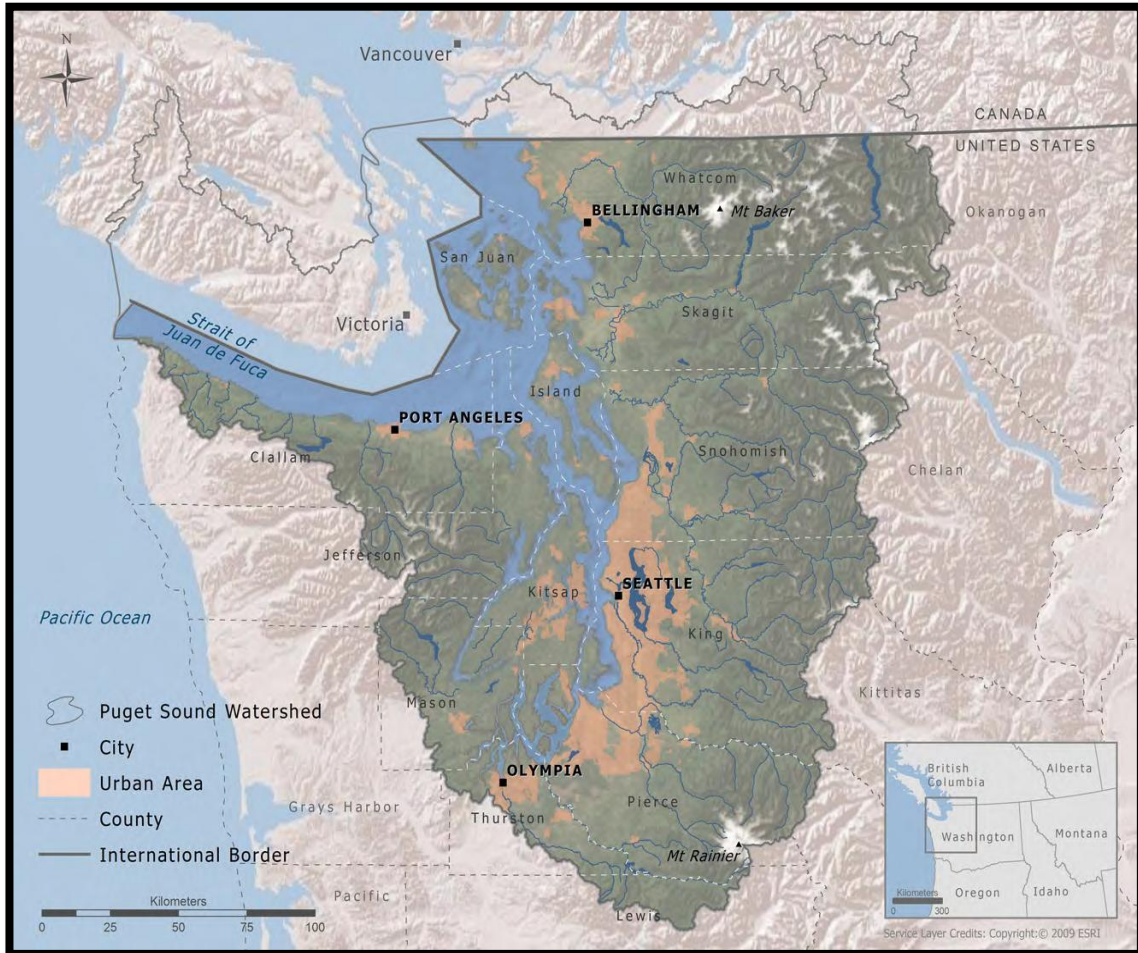 N
Vancouver
CANADA
UNITED STATES
Whatcom
BELLINGHAM
Mt Baker
Okanogan
San Juan
Skagit
Victoria
Strait of
Juan de Fuca
Island
PORT ANGELES
Clallam
Snohomish
Chelan
Jefferson
Kitsap
SEATTLE
Pacific Ocean
King
Kittitas
Mason
Puget Sound Watershed
City
Urban Area
County
International Border
OLYMPIA
Grays Harbor
Thurston
Pierce
Mt Rainier
Pacific
Lewis
Kilometers
0 25 50 75 100
British
Columbia
Alberta
Washington
Montana
Oregon
Idaho
Kilometers
0 300
Service Layer Credits: Copyright:© 2009 ESRI